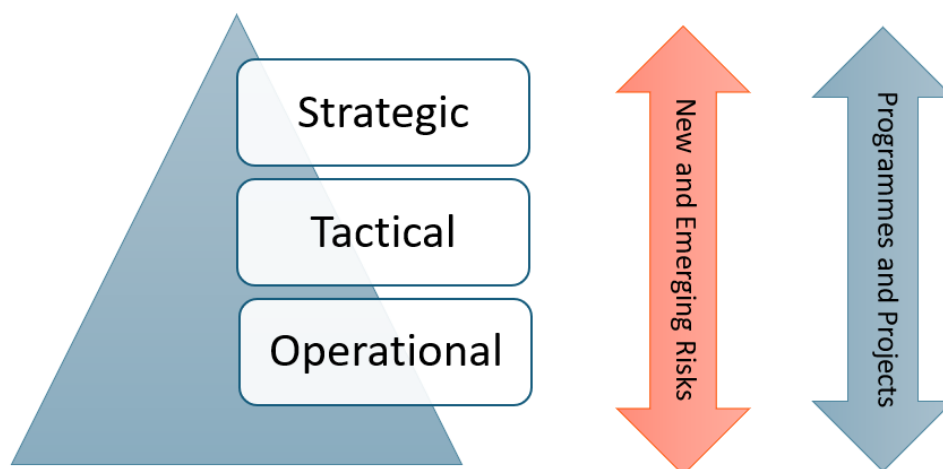 Strategic
Tactical
Operational
New and Emerging Risks
Programmes and Projects